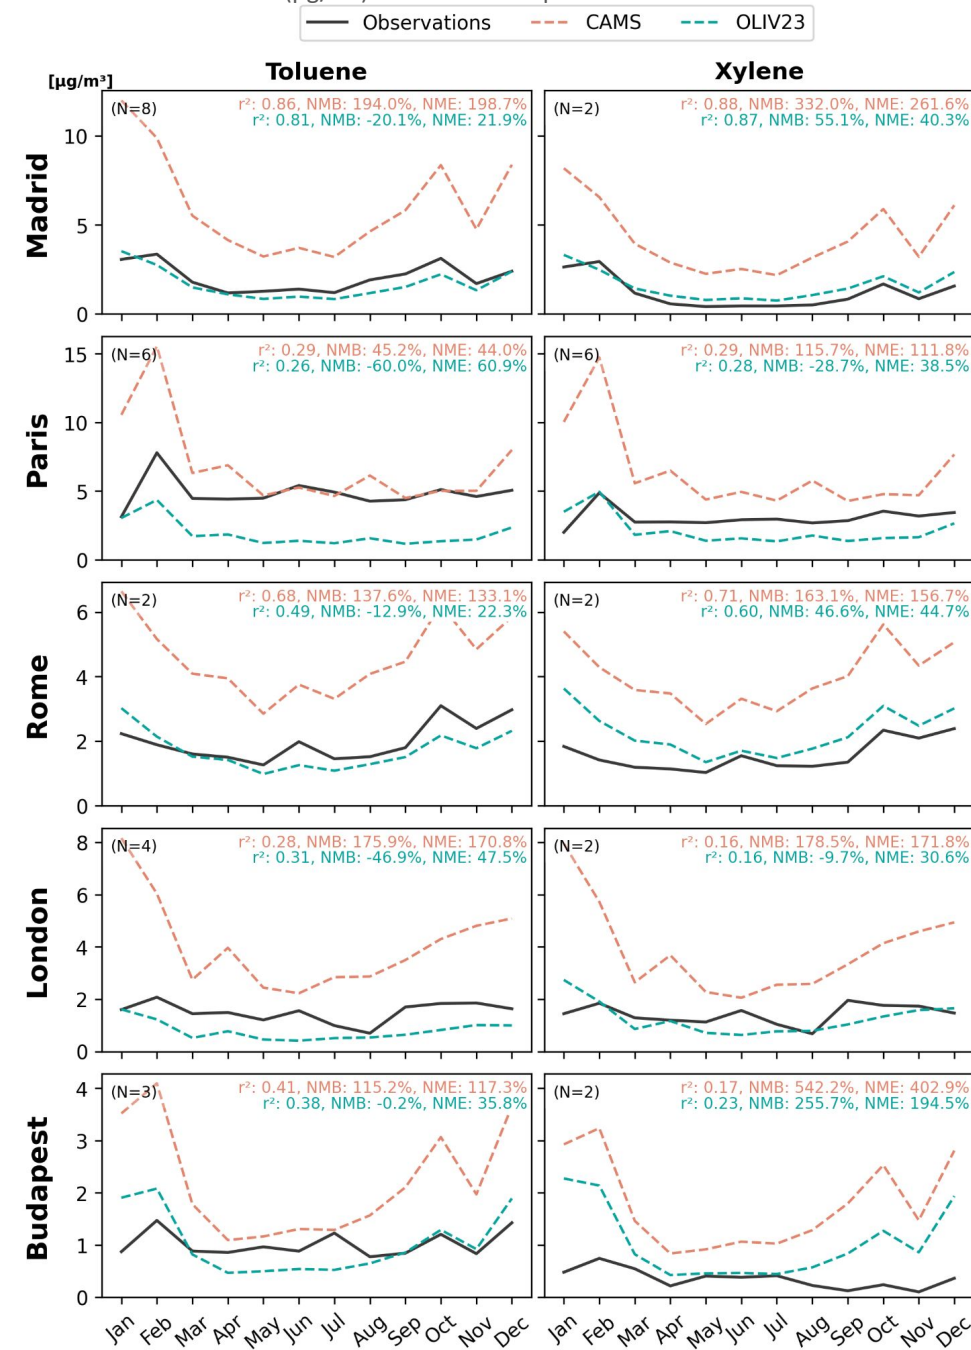 Observations CAMS OLIV23
Toluene Xylene
[µg/m³]
Madrid
(N=8) r²: 0.86, NMB: 194.0%, NME: 198.7%
r²: 0.81, NMB: -20.1%, NME: 21.9%
(N=2) r²: 0.88, NMB: 332.0%, NME: 261.6%
r²: 0.87, NMB: 55.1%, NME: 40.3%
10
5
0
Paris
(N=6) r²: 0.29, NMB: 45.2%, NME: 44.0%
r²: 0.26, NMB: -60.0%, NME: 60.9%
(N=6) r²: 0.29, NMB: 115.7%, NME: 111.8%
r²: 0.28, NMB: -28.7%, NME: 38.5%
15
10
5
0
Rome
(N=2) r²: 0.68, NMB: 137.6%, NME: 133.1%
r²: 0.49, NMB: -12.9%, NME: 22.3%
(N=2) r²: 0.71, NMB: 163.1%, NME: 156.7%
r²: 0.60, NMB: 46.6%, NME: 44.7%
6
4
2
0
London
(N=4) r²: 0.28, NMB: 175.9%, NME: 170.8%
r²: 0.31, NMB: -46.9%, NME: 47.5%
(N=2) r²: 0.16, NMB: 178.5%, NME: 171.8%
r²: 0.16, NMB: -9.7%, NME: 30.6%
8
6
4
2
0
Budapest
(N=3) r²: 0.41, NMB: 115.2%, NME: 117.3%
r²: 0.38, NMB: -0.2%, NME: 35.8%
(N=2) r²: 0.17, NMB: 542.2%, NME: 402.9%
r²: 0.23, NMB: 255.7%, NME: 194.5%
4
3
2
1
0
Jan Feb Mar Apr May Jun Jul Aug Sep Oct Nov Dec
Jan Feb Mar Apr May Jun Jul Aug Sep Oct Nov Dec